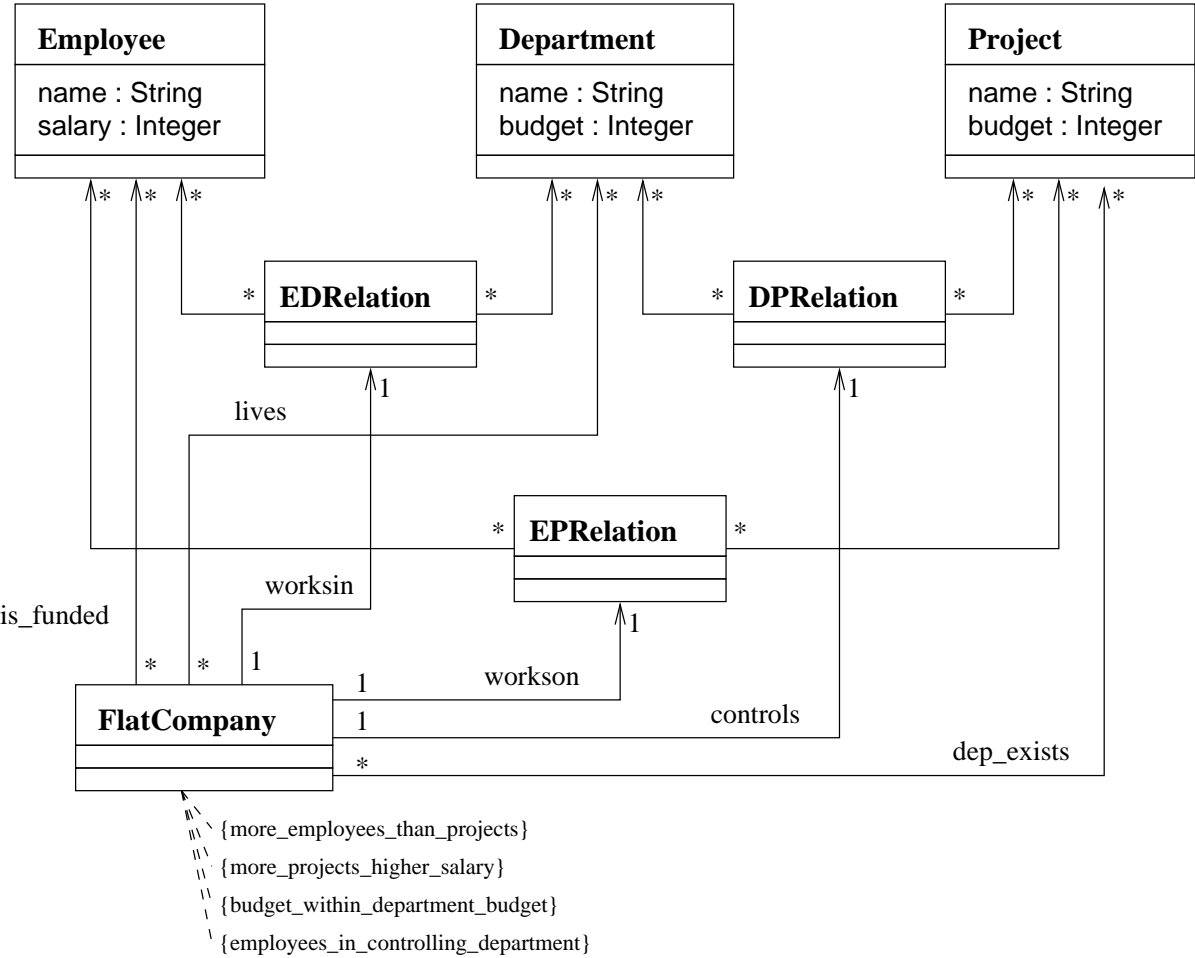 Employee
name : String
salary : Integer
Department
name : String
budget : Integer
Project
name : String
budget : Integer
* * *
* * *
* * *
* EDRelation *
* DPRelation *
1
1
lives
* EPRelation *
worksin
is_funded
1
* * 1
FlatCompany
1 workson
1 controls
* dep_exists
{more_employees_than_projects}
{more_projects_higher_salary}
{budget_within_department_budget}
{employees_in_controlling_department}